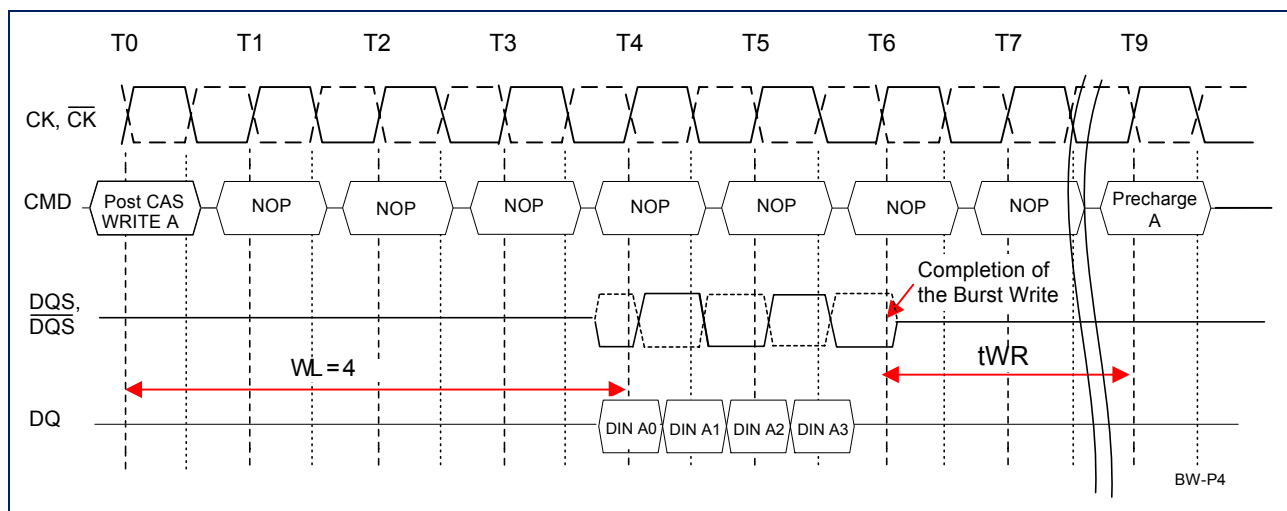 T0 T1 T2 T3 T4 T5 T6 T7 T9
CK, C̅K̅
CMD
Post CAS
WRITE A
NOP
NOP
NOP
NOP
NOP
NOP
NOP
Precharge
A
DQS,
D̅Q̅S̅
Completion of
the Burst Write
WL = 4
tWR
DQ
DIN A0
DIN A1
DIN A2
DIN A3
BW-P4